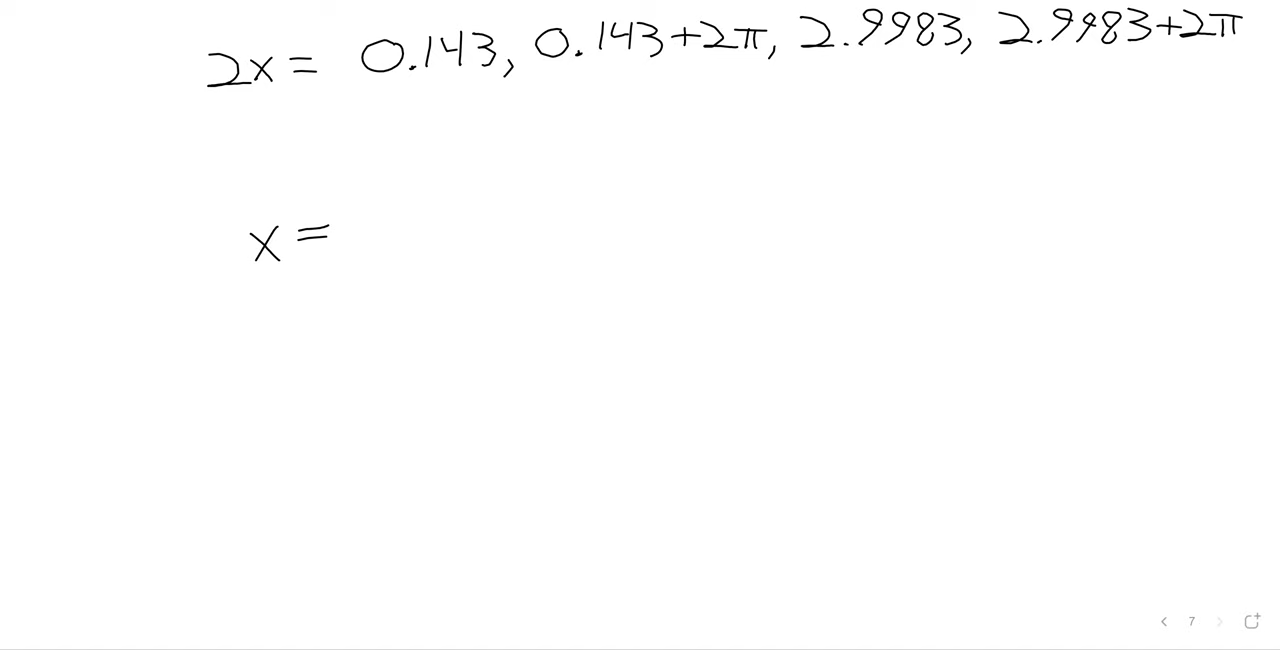 2x = 0.143, 0.143+2π, 2.9983, 2.9983+2π
x =
< 7 >